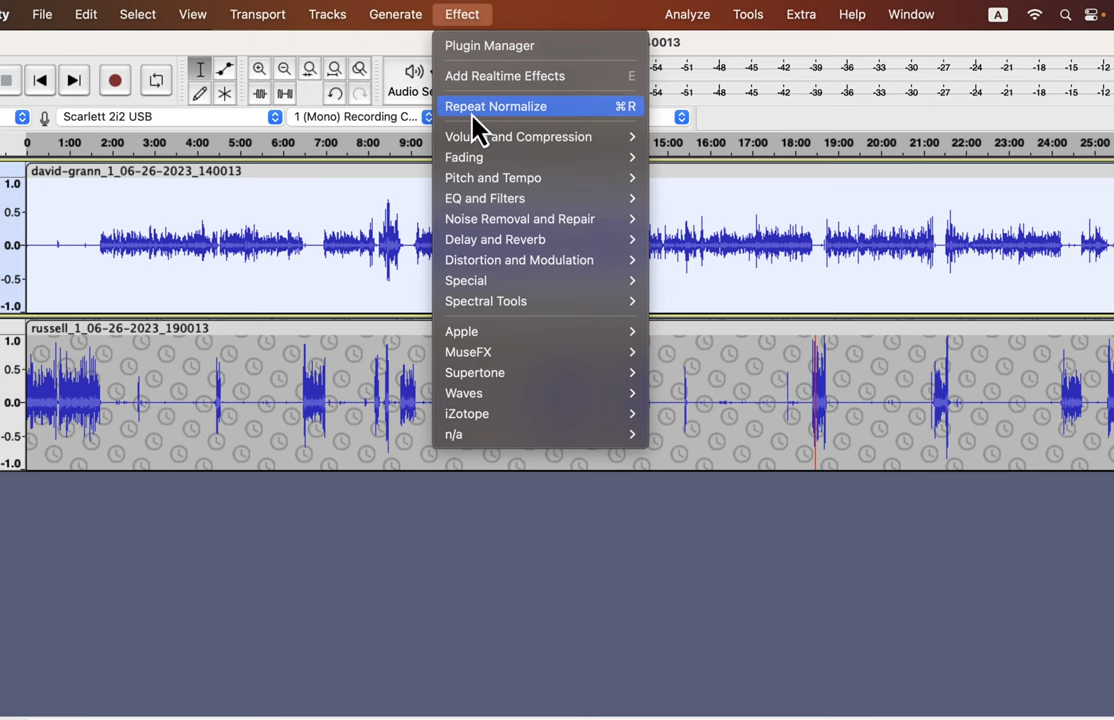 ty File Edit Select View Transport Tracks Generate Effect Analyze Tools Extra Help Window A
0013
Plugin Manager
Add Realtime Effects E
Repeat Normalize ⌘R
Volu and Compression
Fading
Pitch and Tempo
EQ and Filters
Noise Removal and Repair
Delay and Reverb
Distortion and Modulation
Special
Spectral Tools
Apple
MuseFX
Supertone
Waves
iZotope
n/a
-54 -51 -48 -45 -42 -39 -36 -33 -30 -27 -24 -21 -18 -15 -12
Audio Se
-54 -51 -48 -45 -42 -39 -36 -33 -30 -27 -24 -21 -18 -15 -12
Scarlett 2i2 USB 1 (Mono) Recording C...
0 1:00 2:00 3:00 4:00 5:00 6:00 7:00 8:00 9:00 15:00 16:00 17:00 18:00 19:00 20:00 21:00 22:00 23:00 24:00 25:00
david-grann_1_06-26-2023_140013
1.0
0.5
0.0
-0.5
-1.0
russell_1_06-26-2023_190013
1.0
0.5
0.0
-0.5
-1.0